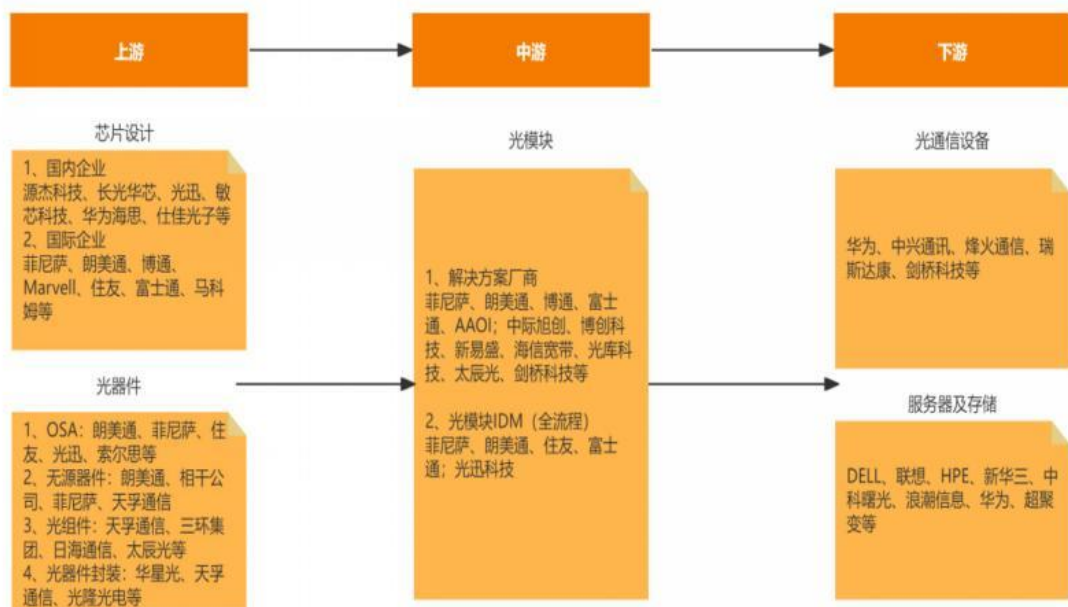 上游
中游
下游
芯片设计
1、国内企业
源杰科技、长光华芯、光迅、敏
芯科技、华为海思、仕佳光子等
2、国际企业
菲尼萨、朗美通、博通、
Marvell、住友、富士通、马科
姆等
光器件
1、OSA：朗美通、菲尼萨、住
友、光迅、索尔思等
2、无源器件：朗美通、相干公
司、菲尼萨、天孚通信
3、光组件：天孚通信、三环集
团、日海通信、太辰光等
4、光器件封装：华星光、天孚
通信、光隆光电等
光模块
1、解决方案厂商
菲尼萨、朗美通、博通、富士
通、AAOI；中际旭创、博创科
技、新易盛、海信宽带、光库科
技、太辰光、剑桥科技等
2、光模块IDM（全流程）
菲尼萨、朗美通、住友、富士
通；光迅科技
光通信设备
华为、中兴通讯、烽火通信、瑞
斯达康、剑桥科技等
服务器及存储
DELL、联想、HPE、新华三、中
科曙光、浪潮信息、华为、超聚
变等